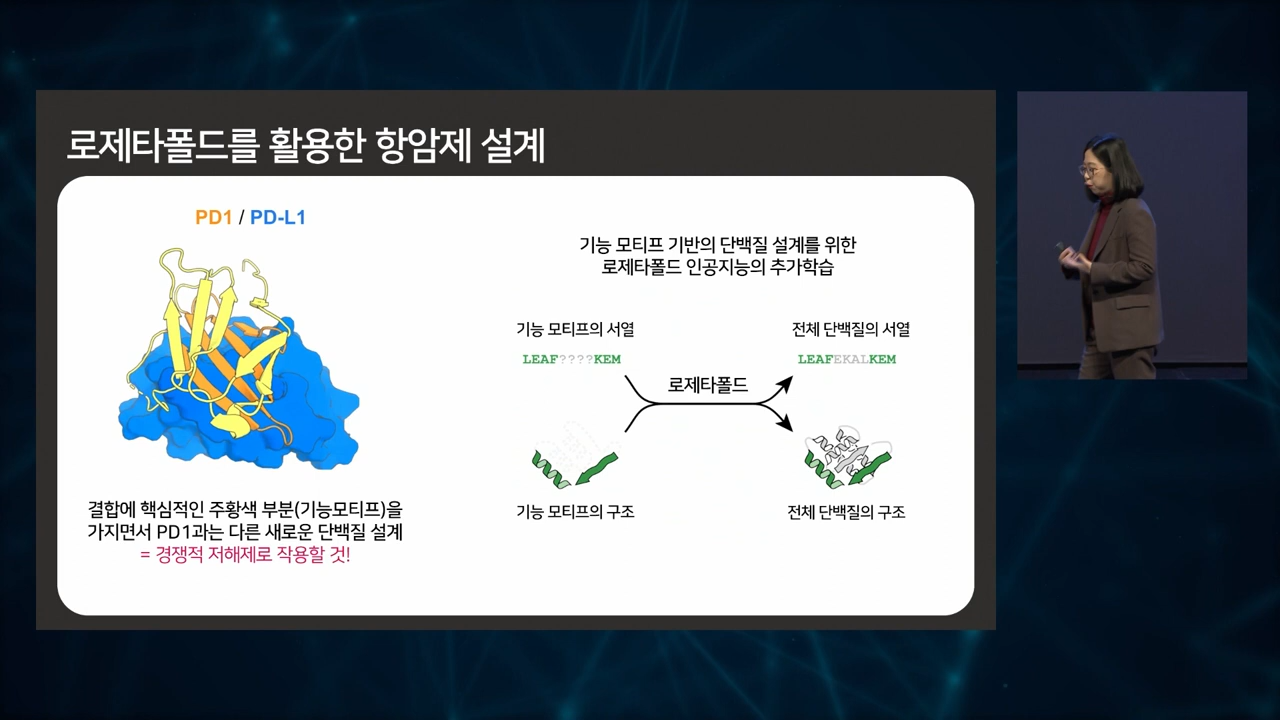 로제타폴드를 활용한 항암제 설계
PD1 / PD-L1
결합에 핵심적인 주황색 부분(기능모티프)을
가지면서 PD1과는 다른 새로운 단백질 설계
= 경쟁적 저해제로 작용할 것!
기능 모티프 기반의 단백질 설계를 위한
로제타폴드 인공지능의 추가학습
기능 모티프의 서열
LEAF????KEM
로제타폴드
기능 모티프의 구조
전체 단백질의 서열
LEAFEKALKEM
전체 단백질의 구조